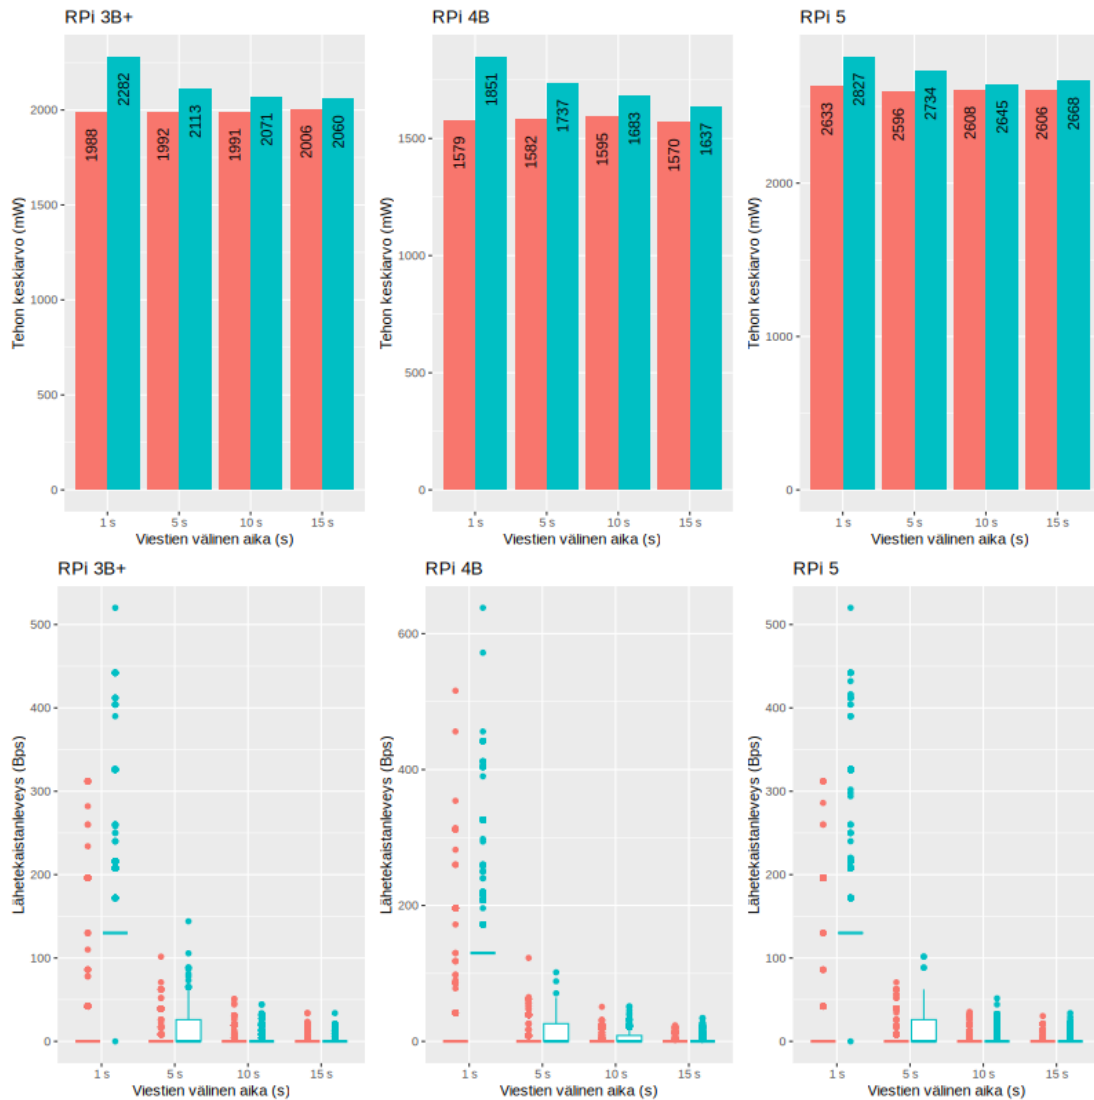 RPi 3B+
RPi 4B
RPi 5
Tehon keskiarvo (mW)
2000
1500
1000
500
0
1988
2282
1992
2113
1991
2071
2006
2060
1 s
5 s
10 s
15 s
Viestien välinen aika (s)
Tehon keskiarvo (mW)
1500
1000
500
0
1579
1851
1582
1737
1595
1683
1570
1637
1 s
5 s
10 s
15 s
Viestien välinen aika (s)
Tehon keskiarvo (mW)
2000
1000
0
2633
2827
2596
2734
2608
2645
2606
2668
1 s
5 s
10 s
15 s
Viestien välinen aika (s)
RPi 3B+
RPi 4B
RPi 5
Lähetekaistanleveys (Bps)
500
400
300
200
100
0
1 s
5 s
10 s
15 s
Viestien välinen aika (s)
Lähetekaistanleveys (Bps)
600
400
200
0
1 s
5 s
10 s
15 s
Viestien välinen aika (s)
Lähetekaistanleveys (Bps)
500
400
300
200
100
0
1 s
5 s
10 s
15 s
Viestien välinen aika (s)